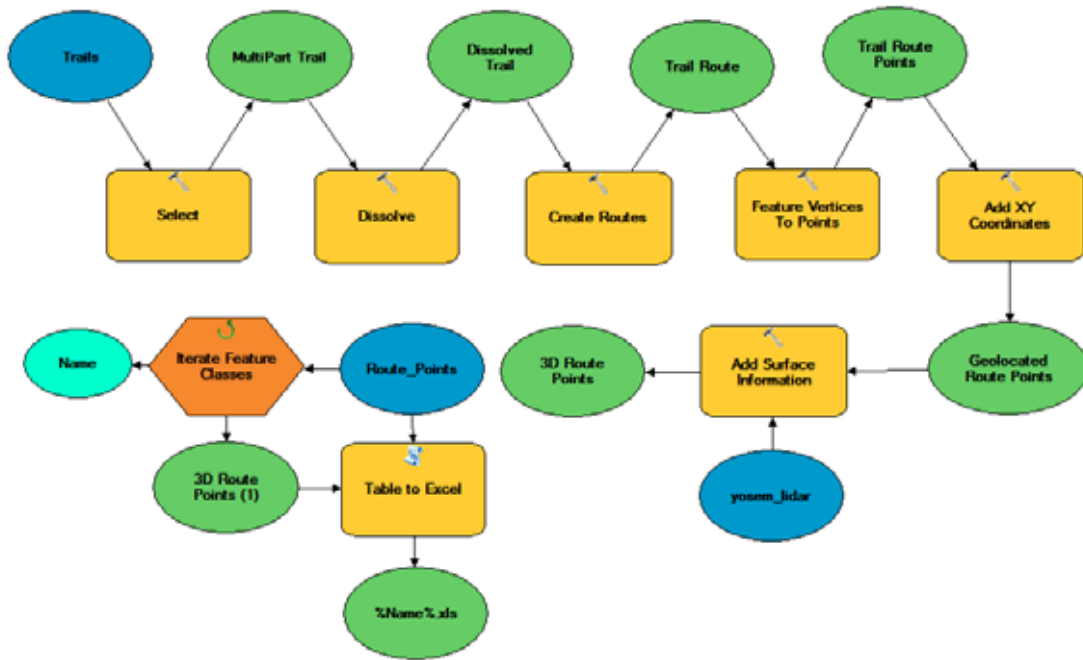 Trails
MultiPart Trail
Dissolved
Trail
Trail Route
Trail Route
Points
Select
Dissolve
Create Routes
Feature Vertices
To Points
Add XY
Coordinates
Name
Iterate Feature
Classes
Route_Points
3D Route
Points
Add Surface
Information
Geolocated
Route Points
3D Route
Points (1)
Table to Excel
yosem_lidar
%Name%.xls